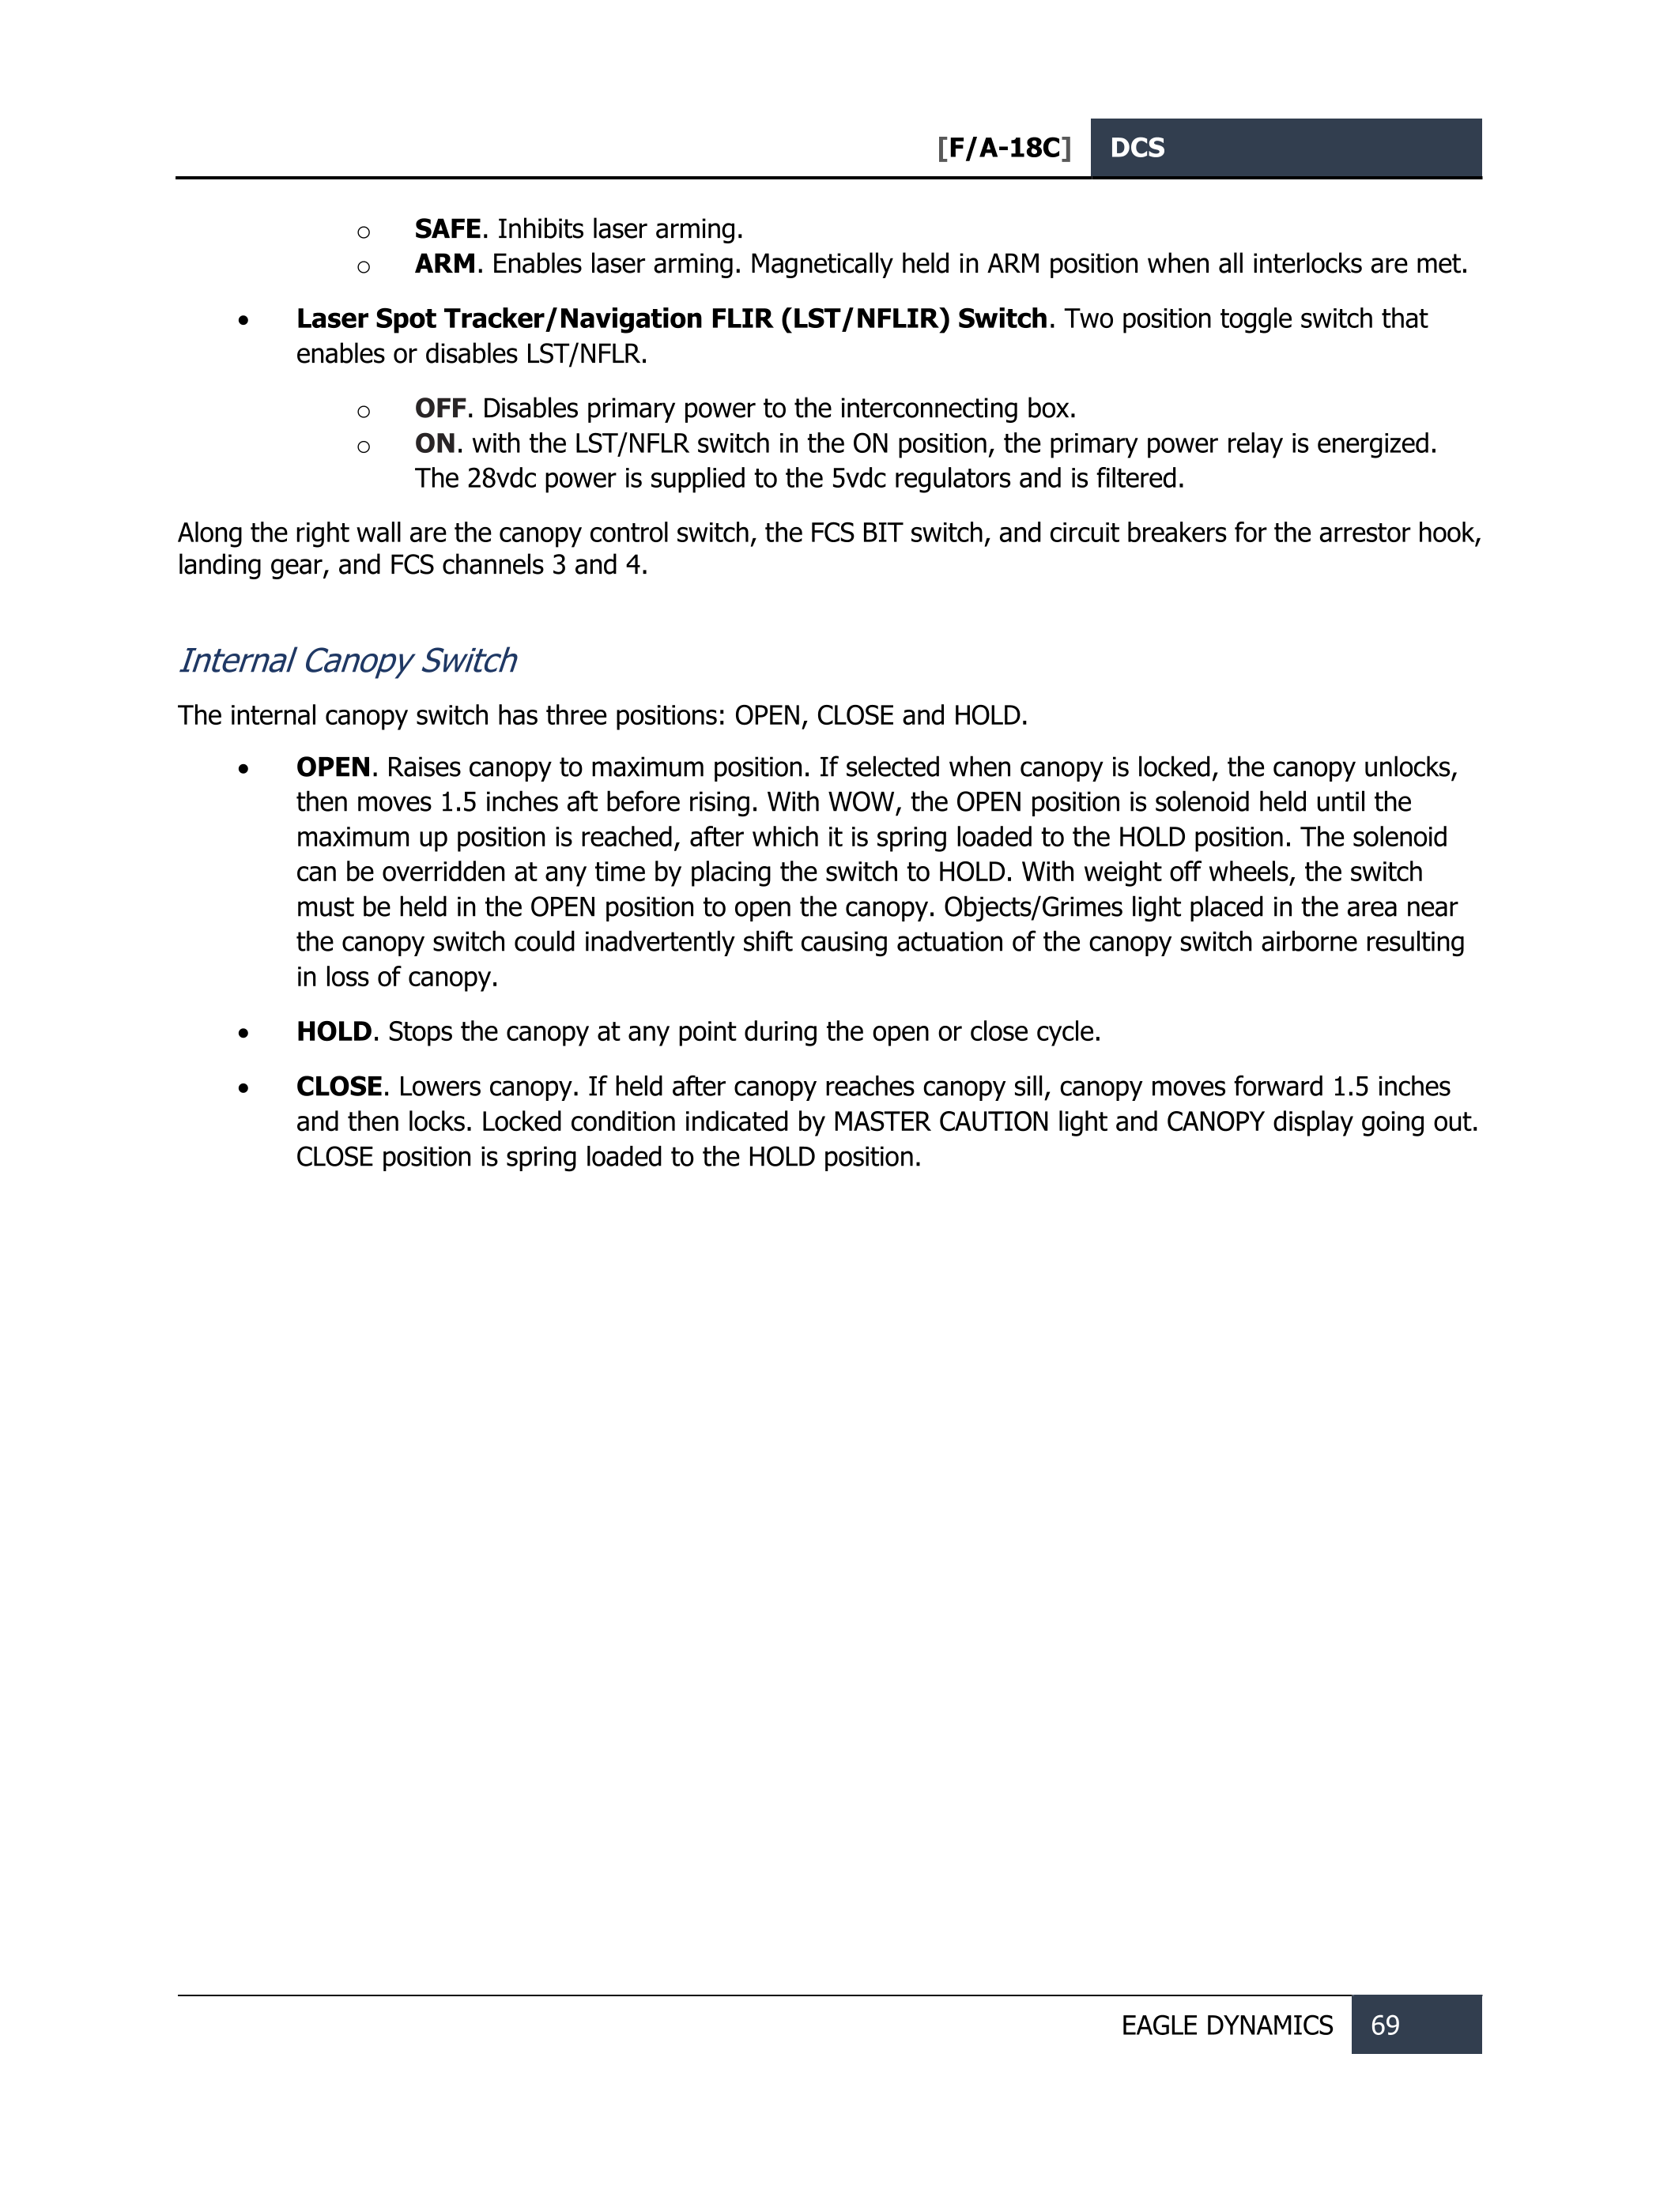 [F/A-18C] DCS
o SAFE. Inhibits laser arming.
o ARM. Enables laser arming. Magnetically held in ARM position when all interlocks are met.
• Laser Spot Tracker/Navigation FLIR (LST/NFLIR) Switch. Two position toggle switch that
enables or disables LST/NFLR.
o OFF. Disables primary power to the interconnecting box.
o ON. with the LST/NFLR switch in the ON position, the primary power relay is energized.
The 28vdc power is supplied to the 5vdc regulators and is filtered.
Along the right wall are the canopy control switch, the FCS BIT switch, and circuit breakers for the arrestor hook,
landing gear, and FCS channels 3 and 4.
Internal Canopy Switch
The internal canopy switch has three positions: OPEN, CLOSE and HOLD.
• OPEN. Raises canopy to maximum position. If selected when canopy is locked, the canopy unlocks,
then moves 1.5 inches aft before rising. With WOW, the OPEN position is solenoid held until the
maximum up position is reached, after which it is spring loaded to the HOLD position. The solenoid
can be overridden at any time by placing the switch to HOLD. With weight off wheels, the switch
must be held in the OPEN position to open the canopy. Objects/Grimes light placed in the area near
the canopy switch could inadvertently shift causing actuation of the canopy switch airborne resulting
in loss of canopy.
• HOLD. Stops the canopy at any point during the open or close cycle.
• CLOSE. Lowers canopy. If held after canopy reaches canopy sill, canopy moves forward 1.5 inches
and then locks. Locked condition indicated by MASTER CAUTION light and CANOPY display going out.
CLOSE position is spring loaded to the HOLD position.
EAGLE DYNAMICS 69